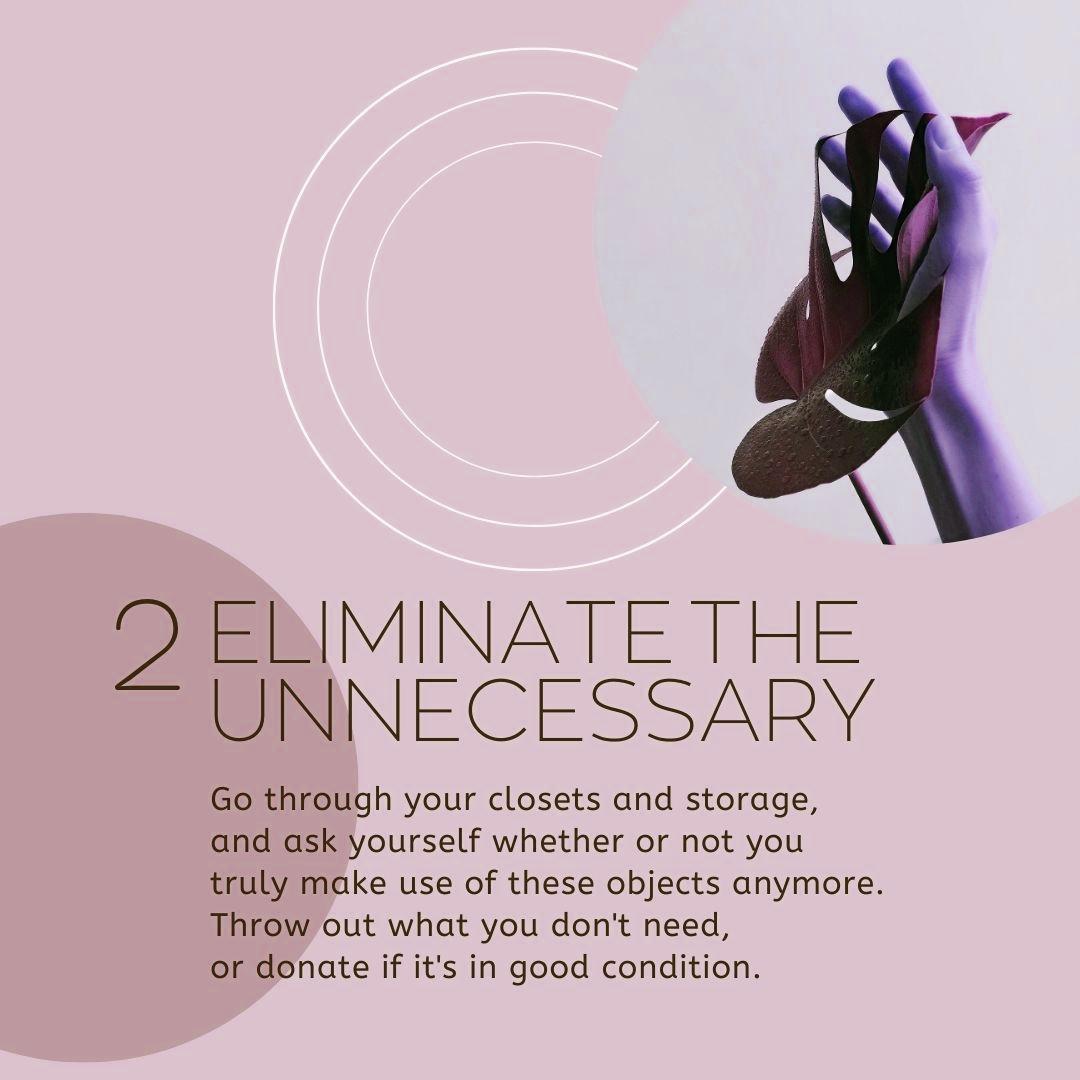 2 ELIMINATE THE
UNNECESSARY
Go through your closets and storage,
and ask yourself whether or not you
truly make use of these objects anymore.
Throw out what you don't need,
or donate if it's in good condition.